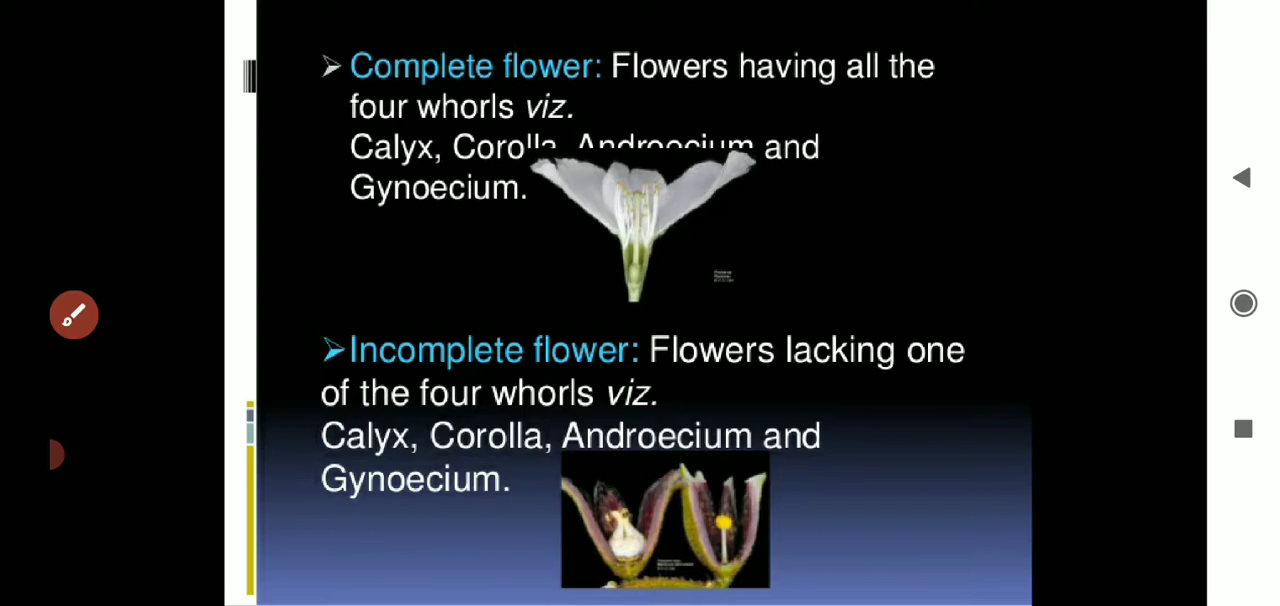 ➢ Complete flower: Flowers having all the
four whorls viz.
Calyx, Corolla, Androecium and
Gynoecium.
➢Incomplete flower: Flowers lacking one
of the four whorls viz.
Calyx, Corolla, Androecium and
Gynoecium.